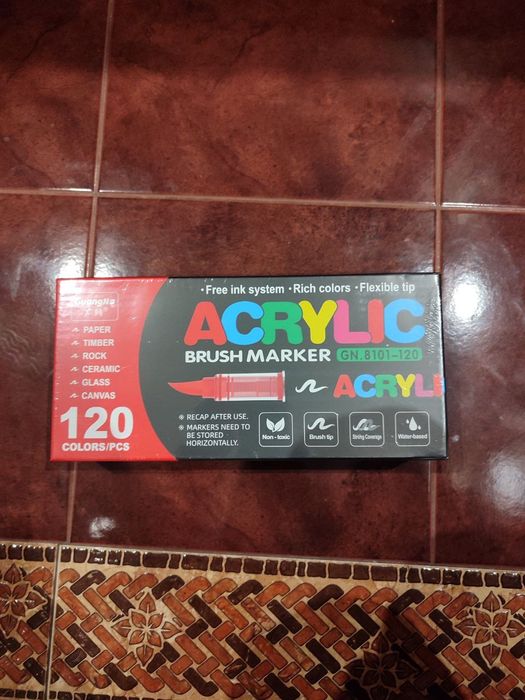 GuangNa
PAPER
TIMBER
ROCK
CERAMIC
GLASS
CANVAS
120
COLORS/PCS
·Free ink system ·Rich colors ·Flexible tip
ACRYLIC
BRUSH MARKER GN.8101-120
ACRYLI
RECAP AFTER USE.
MARKERS NEED TO
BE STORED
HORIZONTALLY.
Non-toxic
Brush tip
Strong Coverage
Water-based